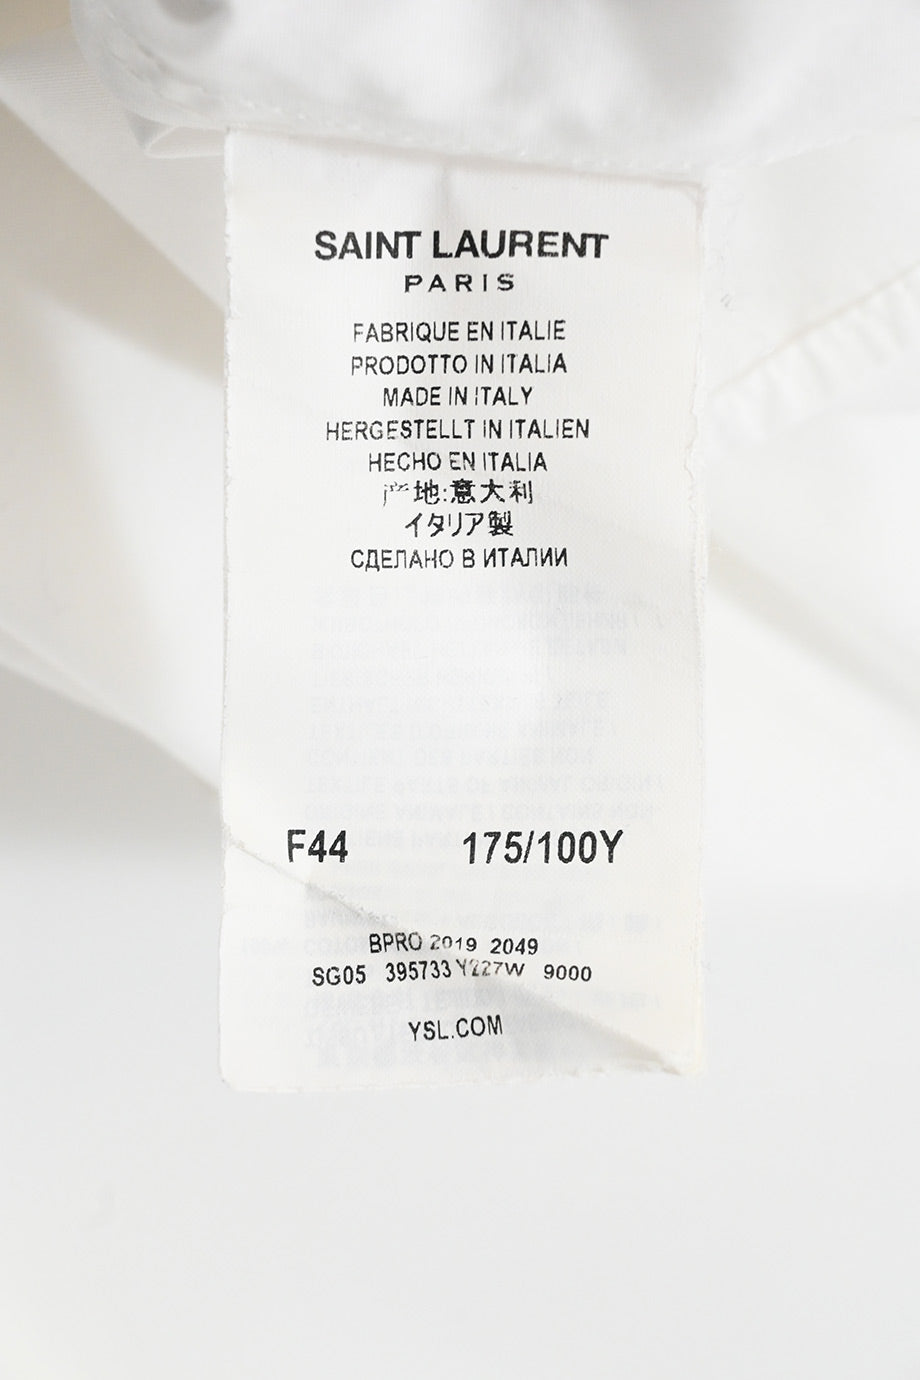 SAINT LAURENT
PARIS
FABRIQUE EN ITALIE
PRODOTTO IN ITALIA
MADE IN ITALY
HERGESTELLT IN ITALIEN
HECHO EN ITALIA
产地:意大利
イタリア製
СДЕЛАНО В ИТАЛИИ
F44 175/100Y
BPRO 2019 2049
SG05 395733 Y227W 9000
YSL.COM